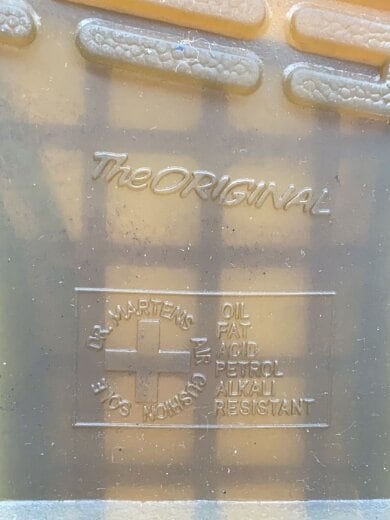 The ORIGINAL
DR. MARTENS AIR CUSHION SOLE
OIL
FAT
ACID
PETROL
ALKALI
RESISTANT